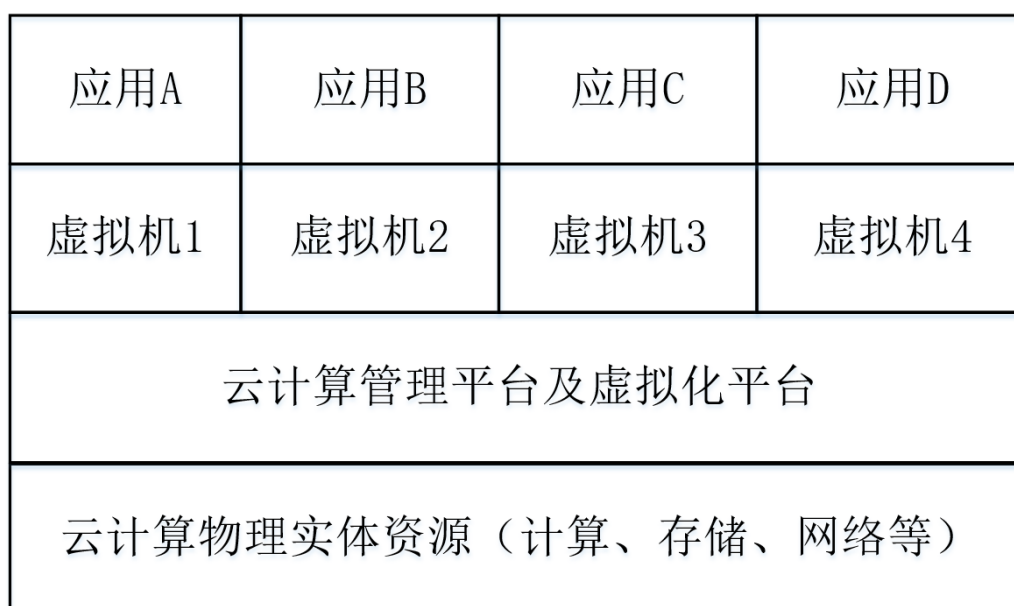 应用A 应用B 应用C 应用D
虚拟机1 虚拟机2 虚拟机3 虚拟机4
云计算管理平台及虚拟化平台
云计算物理实体资源（计算、存储、网络等）